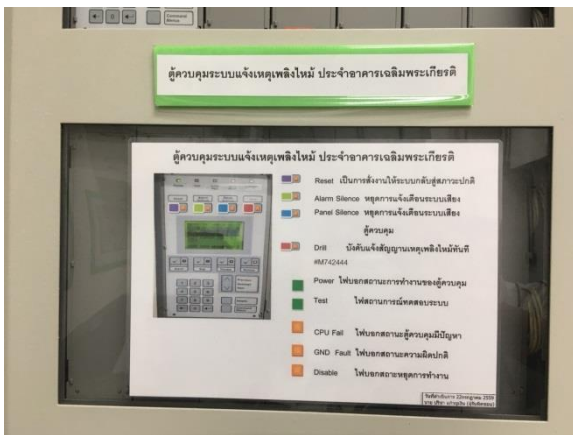 Command
Menus
ตู้ควบคุมระบบแจ้งเหตุเพลิงไหม้ ประจำอาคารเฉลิมพระเกียรติ
ตู้ควบคุมระบบแจ้งเหตุเพลิงไหม้ ประจำอาคารเฉลิมพระเกียรติ
Reset เป็นการสั่งงานให้ระบบกลับสู่สภาวะปกติ
Alarm Silence หยุดการแจ้งเตือนระบบเสียง
Panel Silence หยุดการแจ้งเตือนระบบเสียง
ตู้ควบคุม
Drill บังคับแจ้งสัญญานเหตุเพลิงไหม้ทันที
#M742444
Power ไฟบอกสถานะการทำงานของตู้ควบคุม
Test ไฟสถานการณ์ทดสอบระบบ
CPU Fail ไฟบอกสถานะตู้ควบคุมมีปัญหา
GND Fault ไฟบอกสถานะความผิดปกติ
Disable ไฟบอกสถายะหยุดการทำงาน